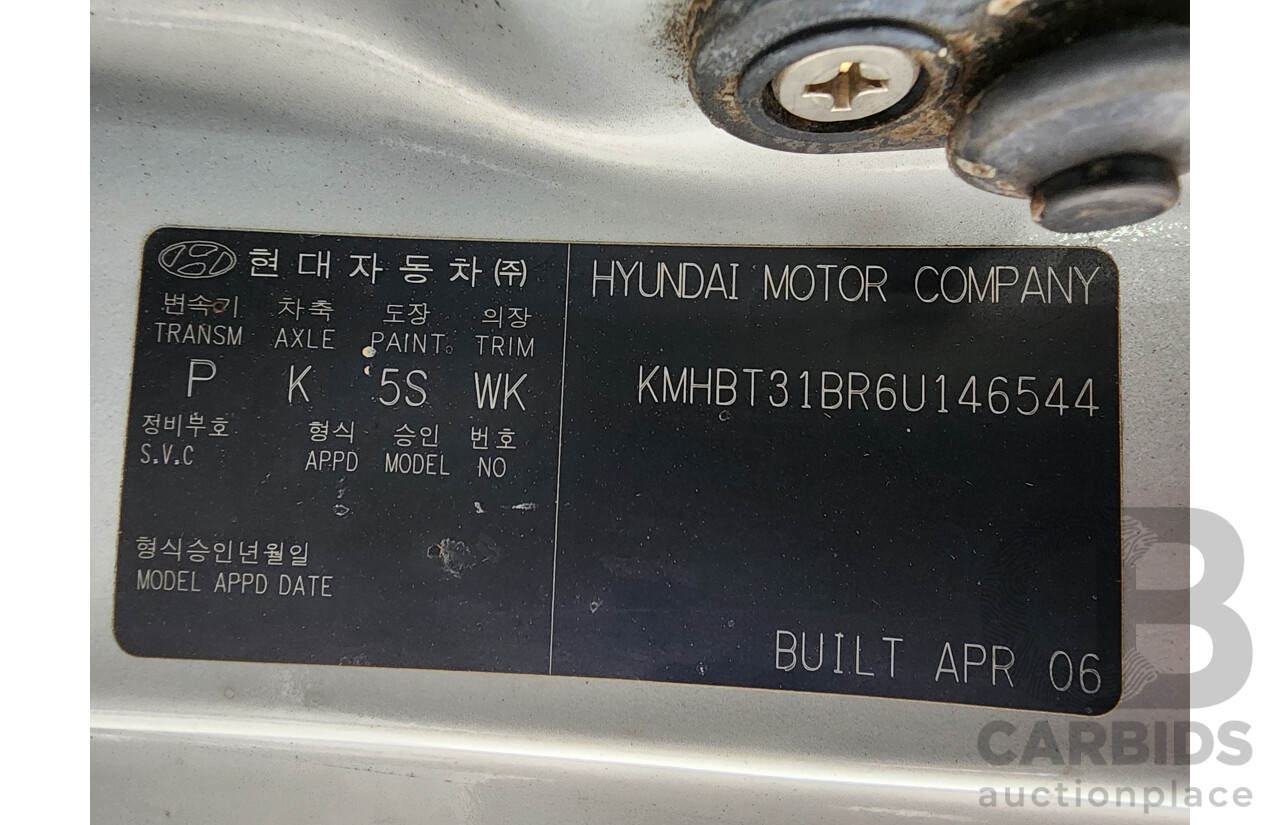 현대자동차(주)
변속기 차축 도장 의장
TRANSM AXLE PAINT TRIM
P K 5S WK
정비부호 형식 승인 번호
S.V.C APPD MODEL NO
형식승인년월일
MODEL APPD DATE
HYUNDAI MOTOR COMPANY
KMHBT31BR6U146544
BUILT APR 06
B
CARBIDS
auctionplace